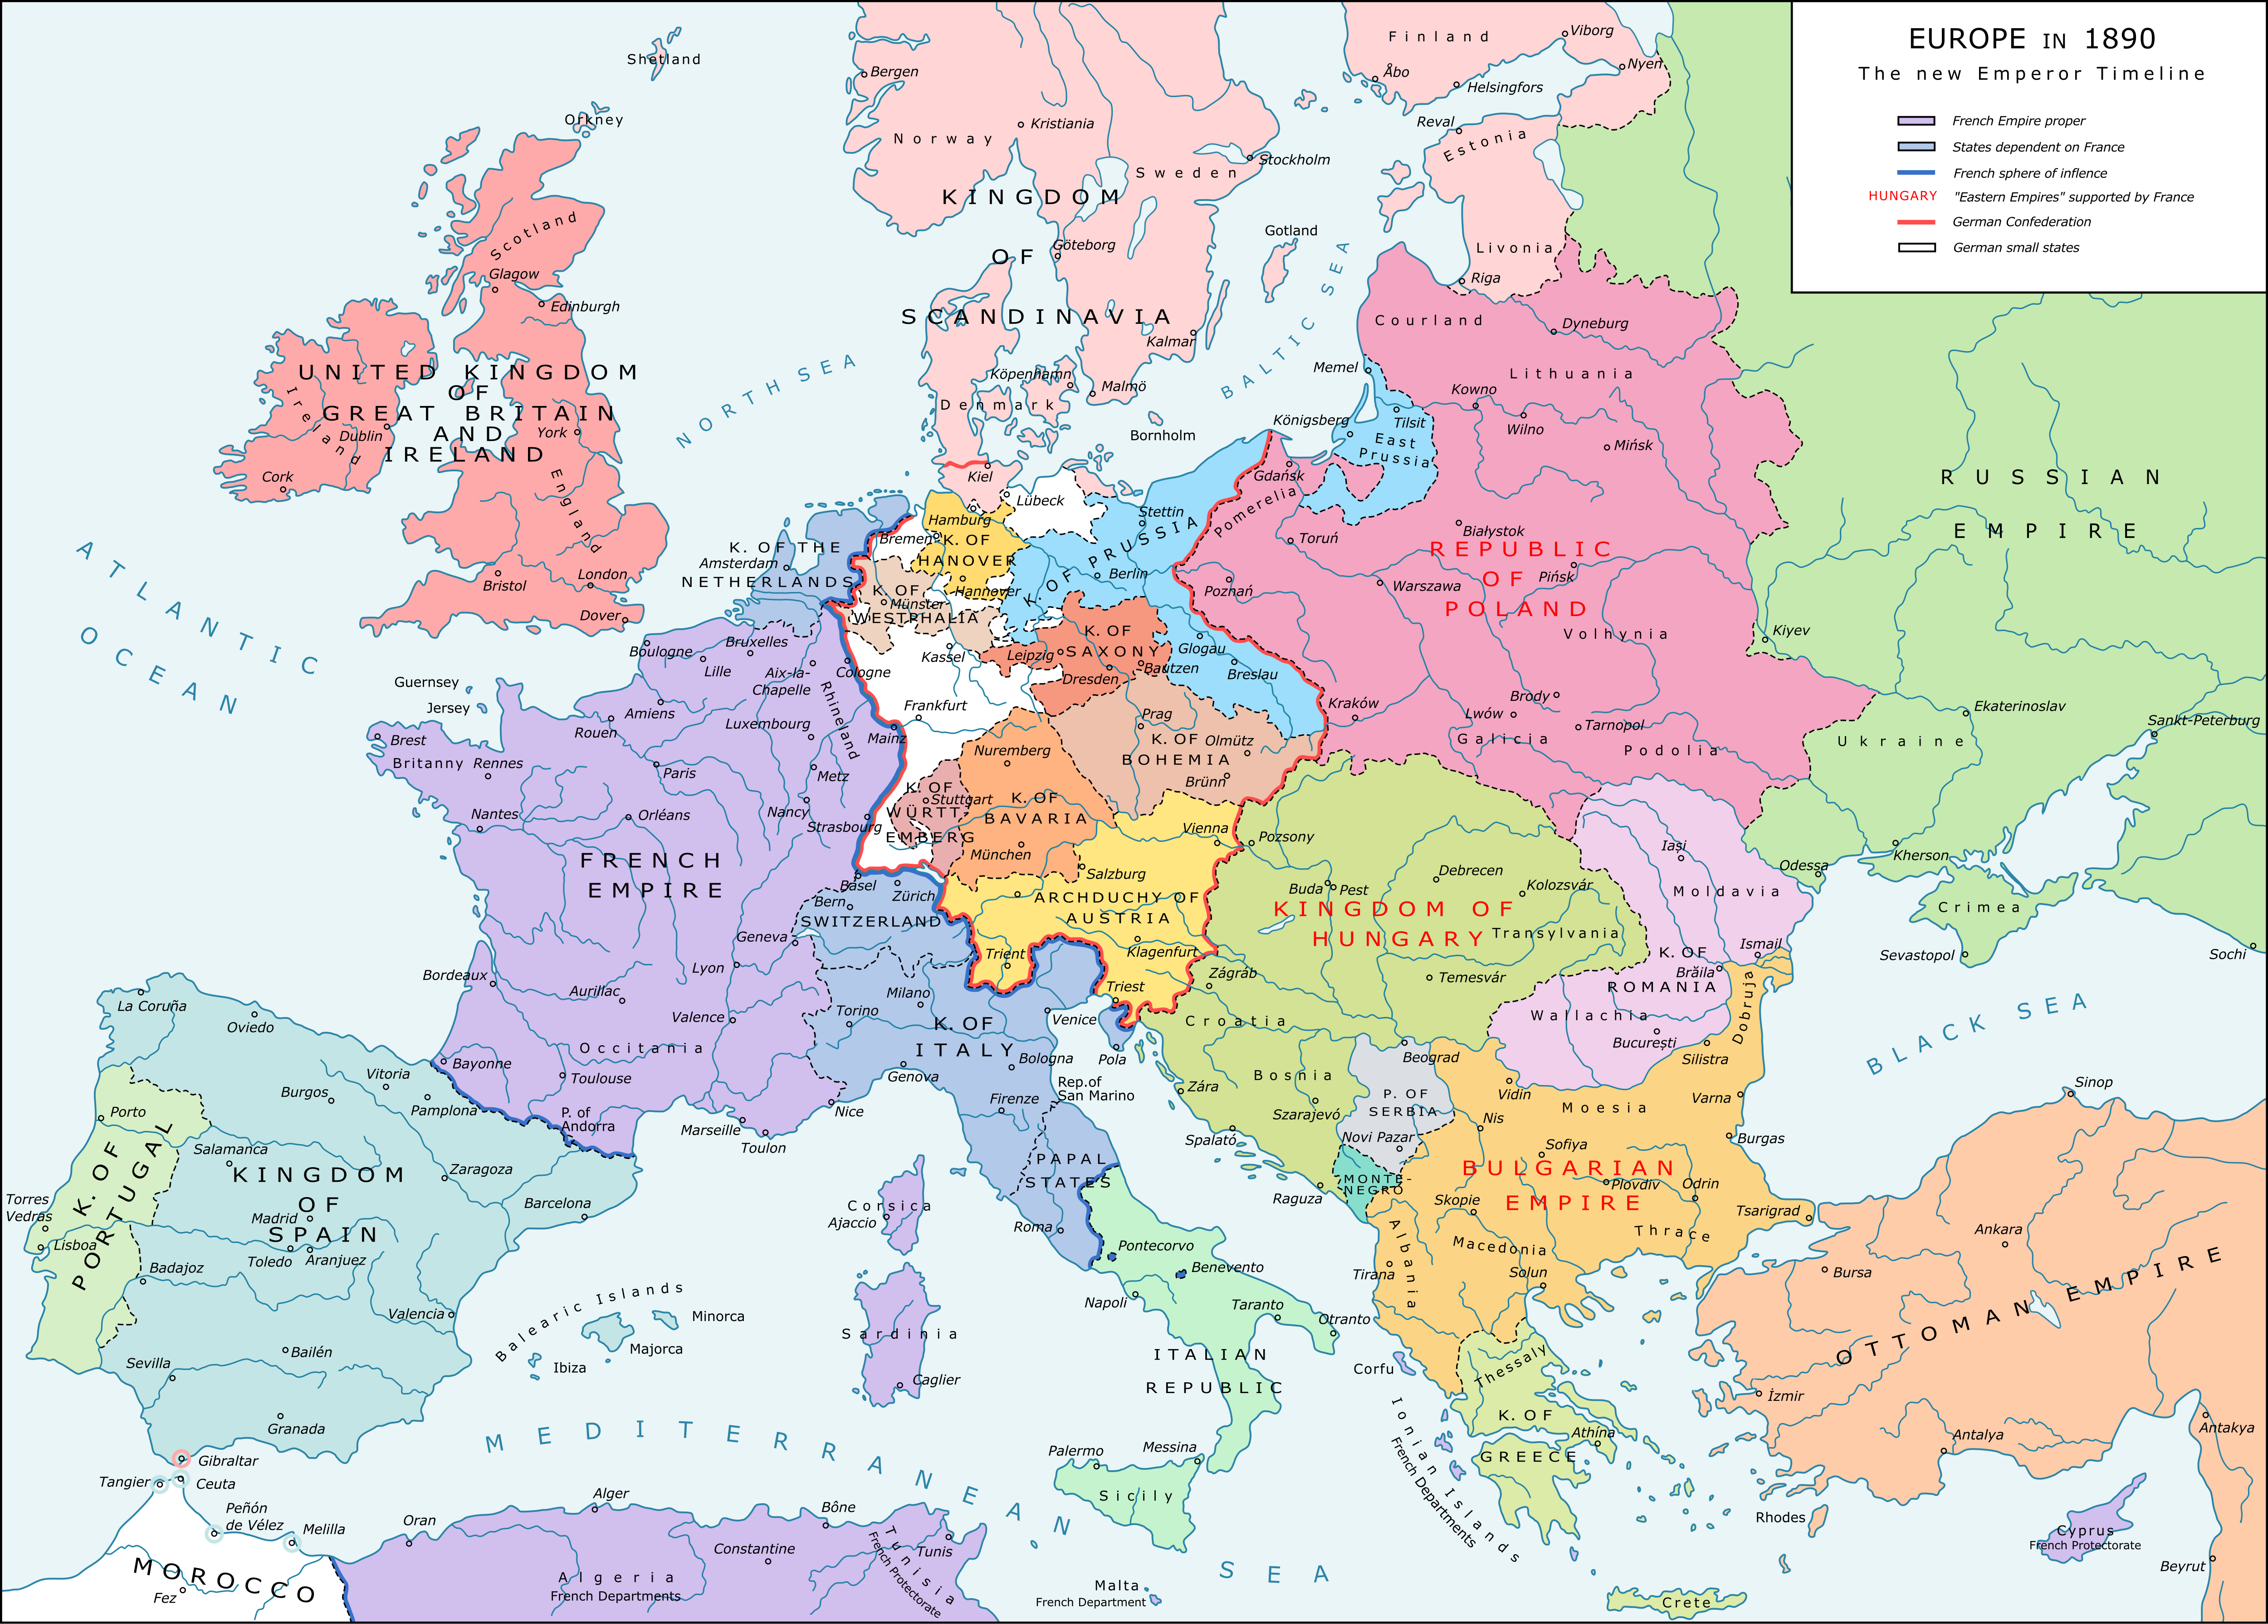 EUROPE IN 1890
The new Emperor Timeline
French Empire proper
States dependent on France
French sphere of inflence
HUNGARY "Eastern Empires" supported by France
German Confederation
German small states
Shetland
Orkney
Scotland
Glagow
Edinburgh
UNITED KINGDOM
OF
GREAT BRITAIN
AND
IRELAND
Ireland
Dublin
York
Cork
England
Bristol
London
Dover
ATLANTIC
OCEAN
NORTH SEA
BALTIC SEA
Bergen
Norway
Kristiania
Sweden
Stockholm
KINGDOM
OF
SCANDINAVIA
Göteborg
Gotland
Kalmar
Köpenhamn
Malmö
Denmark
Bornholm
Kiel
Finland
Viborg
Åbo
Nyen
Helsingfors
Reval
Estonia
Livonia
Riga
Courland
Dyneburg
Memel
Lithuania
Kowno
Königsberg
Tilsit
Wilno
Mińsk
East
Prussia
Gdańsk
Pomerelia
Toruń
Białystok
REPUBLIC
OF
POLAND
Pińsk
Poznań
Warszawa
Volhynia
Kraków
Brody
Lwów
Tarnopol
Galicia
Podolia
RUSSIAN
EMPIRE
Kiyev
Ekaterinoslav
Sankt-Peterburg
Ukraine
Odessa
Kherson
Crimea
Sevastopol
Sochi
Lübeck
Hamburg
Stettin
Bremen
K. OF
HANOVER
Hannover
K. OF PRUSSIA
Berlin
K. OF THE
NETHERLANDS
Amsterdam
K. OF
Münster
WESTPHALIA
Kassel
K. OF
SAXONY
Leipzig
Bautzen
Dresden
Glogau
Breslau
Frankfurt
Prag
K. OF
BOHEMIA
Olmütz
Brünn
Nuremberg
K. OF
BAVARIA
München
K. OF
Stuttgart
WÜRTT-
EMBERG
Vienna
Salzburg
ARCHDUCHY OF
AUSTRIA
Trient
Klagenfurt
Triest
Boulogne
Bruxelles
Lille
Aix-la-
Chapelle
Cologne
Rhineland
Guernsey
Jersey
Amiens
Rouen
Luxembourg
Mainz
Brest
Britanny
Rennes
Paris
Metz
Nantes
Orléans
Nancy
Strasbourg
FRENCH
EMPIRE
Basel
Zürich
Bern
SWITZERLAND
Geneva
Bordeaux
Lyon
Aurillac
Valence
Occitania
Bayonne
Toulouse
P. of
Andorra
Marseille
Toulon
Nice
Milano
Torino
K. OF
ITALY
Venice
Pola
Bologna
Genova
Rep.of
San Marino
Firenze
PAPAL
STATES
Roma
Corsica
Ajaccio
Sardinia
Caglier
Pontecorvo
Benevento
Napoli
Taranto
Otranto
ITALIAN
REPUBLIC
Palermo
Messina
Sicily
Malta
French Department
La Coruña
Oviedo
Vitoria
Burgos
Pamplona
Porto
K. OF
PORTUGAL
Salamanca
KINGDOM
OF
SPAIN
Zaragoza
Barcelona
Torres
Vedras
Lisboa
Madrid
Toledo
Aranjuez
Badajoz
Valencia
Balearic Islands
Minorca
Majorca
Ibiza
Bailén
Sevilla
Granada
Gibraltar
Tangier
Ceuta
Peñón
de Vélez
Melilla
MOROCCO
Fez
MEDITERRANEAN
SEA
Oran
Alger
Bône
Constantine
Tunis
Algeria
French Departments
Tunisia
French Protectorate
Pozsony
Buda
Pest
Debrecen
Kolozsvár
KINGDOM OF
HUNGARY
Transylvania
Temesvár
Zágráb
Croatia
Bosnia
Zára
Szarajevó
Spalató
Raguza
Beograd
P. OF
SERBIA
Novi Pazar
MONTE-
NEGRO
Iași
Moldavia
K. OF
ROMANIA
Ismail
Brăila
Wallachia
București
Silistra
Dobruja
Vidin
Moesia
Varna
Nis
Sofiya
Burgas
BULGARIAN
EMPIRE
Plovdiv
Odrin
Skopie
Tsarigrad
Thrace
Macedonia
Albania
Tirana
Solun
BLACK SEA
Corfu
Thessaly
K. OF
GREECE
Athína
Ionian Islands
French Departments
Crete
Sinop
Ankara
Bursa
OTTOMAN EMPIRE
İzmir
Antalya
Antakya
Rhodes
Cyprus
French Protectorate
Beyrut